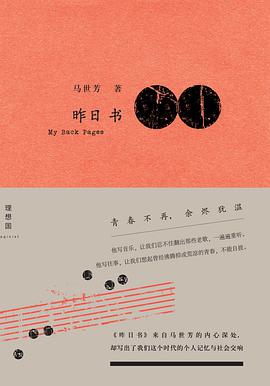 马世芳 著
昨日书
My Back Pages
青春不再，余烬犹温
他写音乐，让我们忍不住翻出那些老歌，一遍遍重听。
他写往事，让我们想起曾经沸腾抑或荒凉的青春，不能自拔。
理想国
imaginist
《昨日书》来自马世芳的内心深处，
却写出了我们这个时代的个人记忆与社会交响